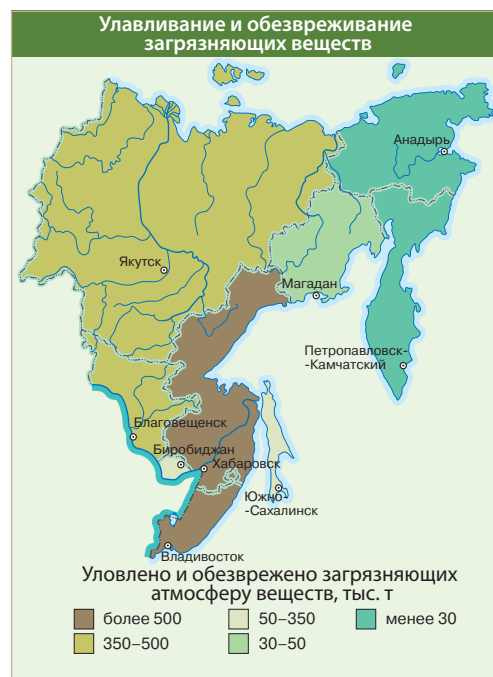 Улавливание и обезвреживание
загрязняющих веществ
Анадырь
Якутск
Магадан
Петропавловск-
-Камчатский
Благовещенск
Биробиджан
Хабаровск
Южно-
-Сахалинск
Владивосток
Уловлено и обезврежено загрязняющих
атмосферу веществ, тыс. т
более 500
50–350
менее 30
350–500
30–50